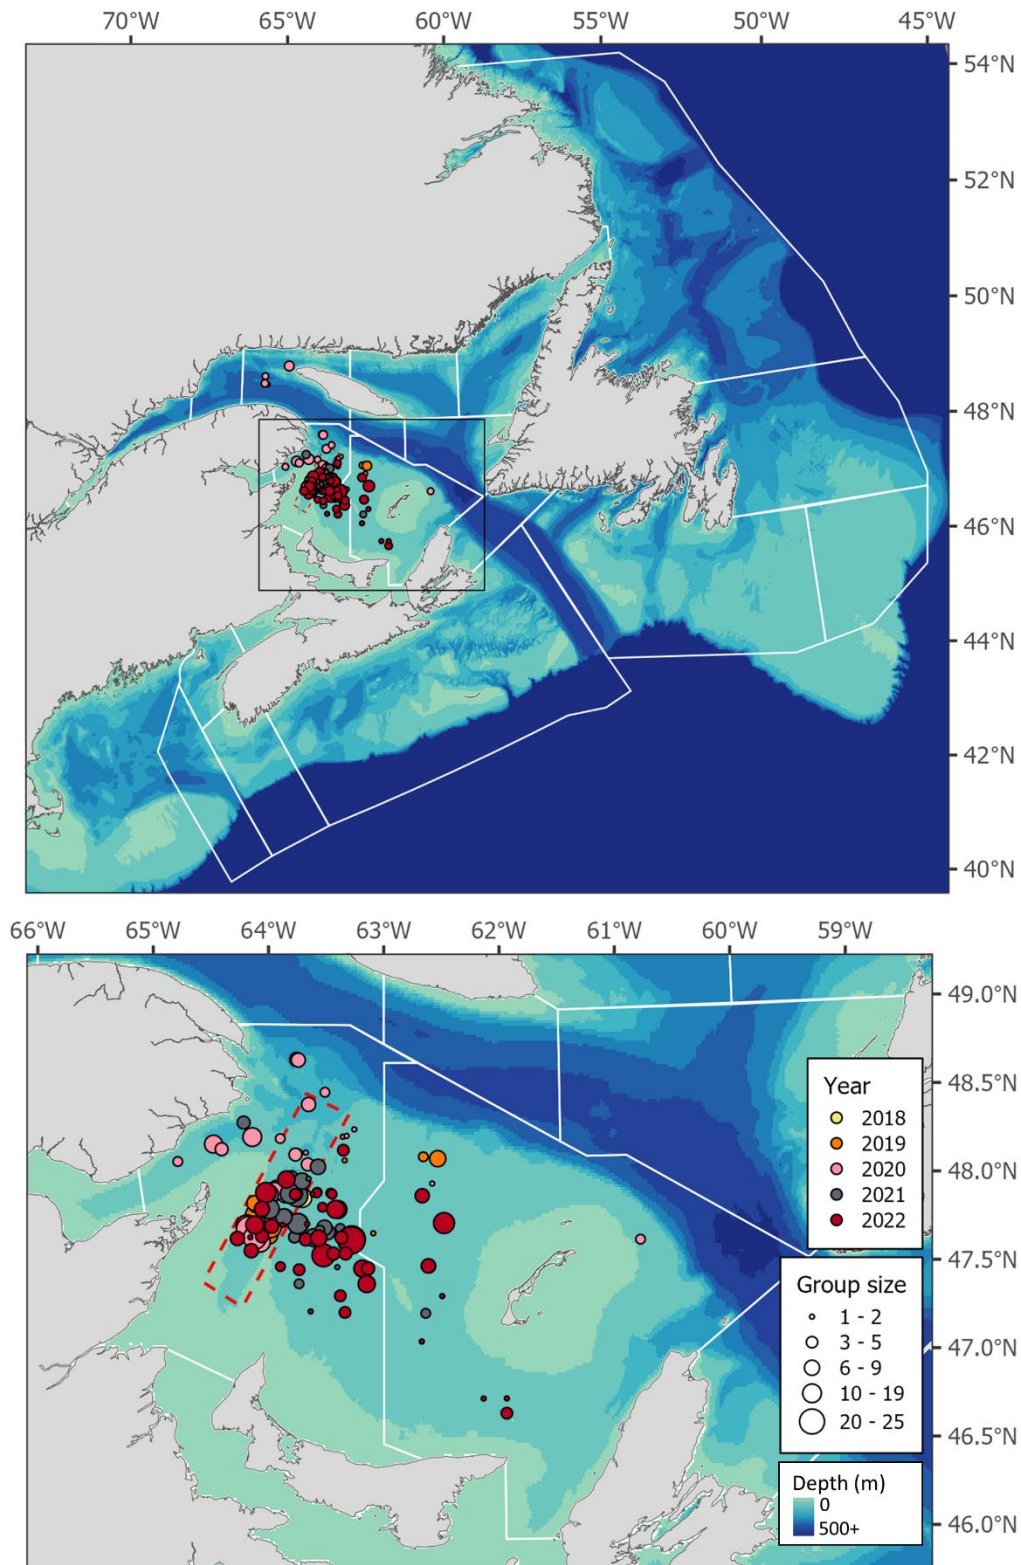 70°W 65°W 60°W 55°W 50°W 45°W
54°N
52°N
50°N
48°N
46°N
44°N
42°N
40°N
66°W 65°W 64°W 63°W 62°W 61°W 60°W 59°W
49.0°N
48.5°N
48.0°N
47.5°N
47.0°N
46.5°N
46.0°N
Year
2018
2019
2020
2021
2022
Group size
1 - 2
3 - 5
6 - 9
10 - 19
20 - 25
Depth (m)
0
500+